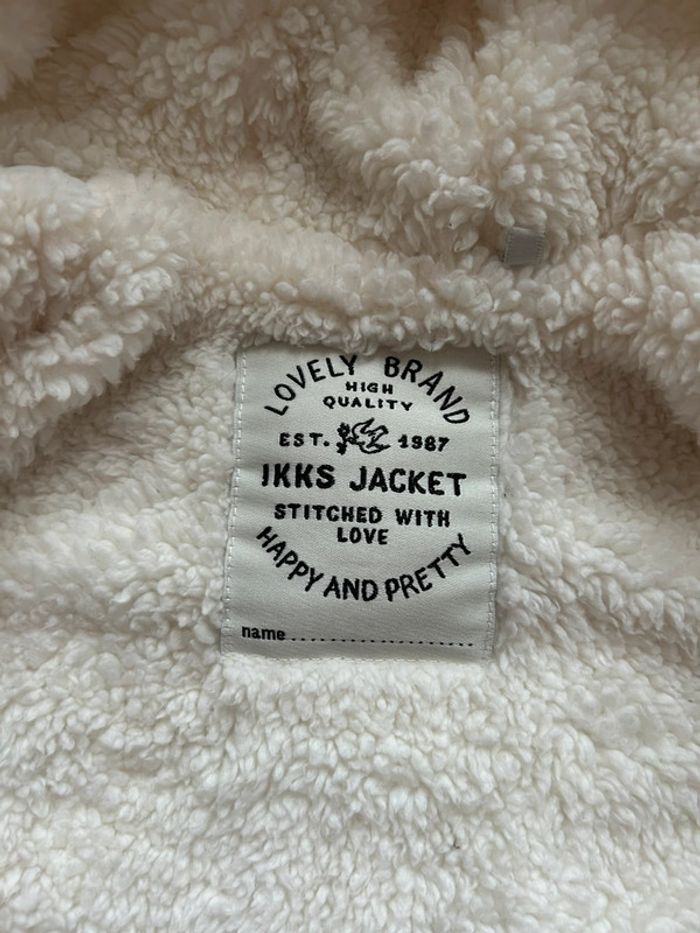 LOVELY BRAND
HIGH
QUALITY
EST. 1987
IKKS JACKET
STITCHED WITH
LOVE
HAPPY AND PRETTY
name..............................